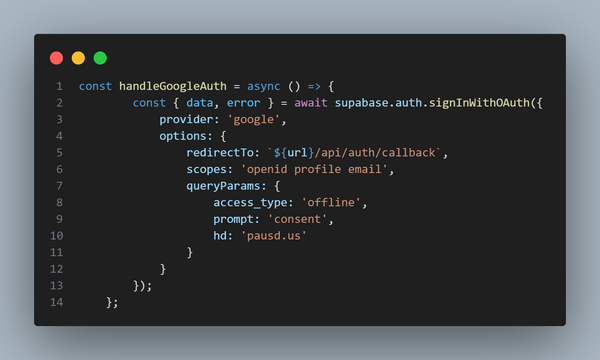 1 const handleGoogleAuth = async () => {
2 const { data, error } = await supabase.auth.signInWithOAuth({
3 provider: 'google',
4 options: {
5 redirectTo: `${url}/api/auth/callback`,
6 scopes: 'openid profile email',
7 queryParams: {
8 access_type: 'offline',
9 prompt: 'consent',
10 hd: 'pausd.us'
11 }
12 }
13 });
14 };